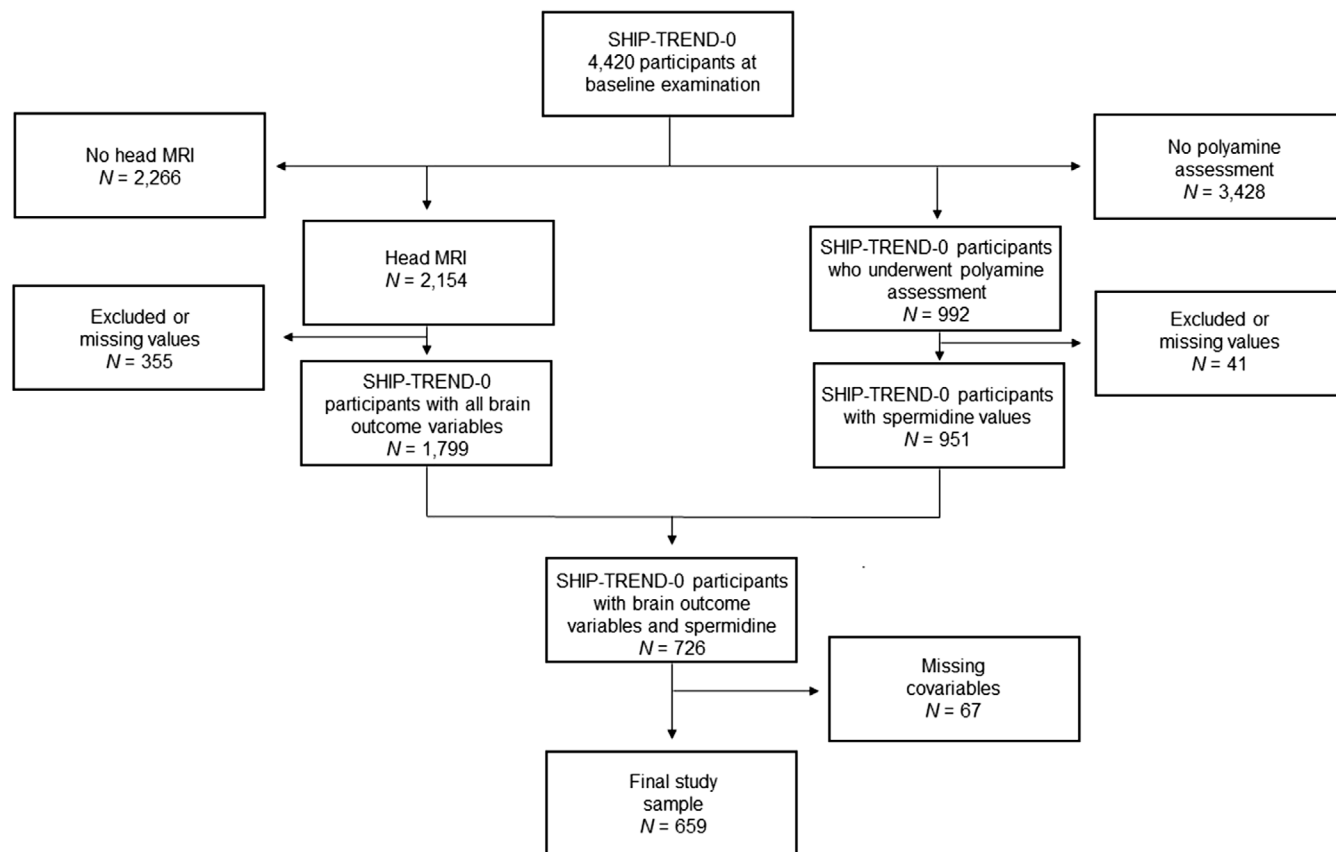 SHIP-TREND-0
4,420 participants at
baseline examination
No head MRI
N = 2,266
No polyamine
assessment
N = 3,428
Head MRI
N = 2,154
SHIP-TREND-0 participants
who underwent polyamine
assessment
N = 992
Excluded or
missing values
N = 355
Excluded or
missing values
N = 41
SHIP-TREND-0
participants with all brain
outcome variables
N = 1,799
SHIP-TREND-0 participants
with spermidine values
N = 951
SHIP-TREND-0 participants
with brain outcome
variables and spermidine
N = 726
Missing
covariables
N = 67
Final study
sample
N = 659